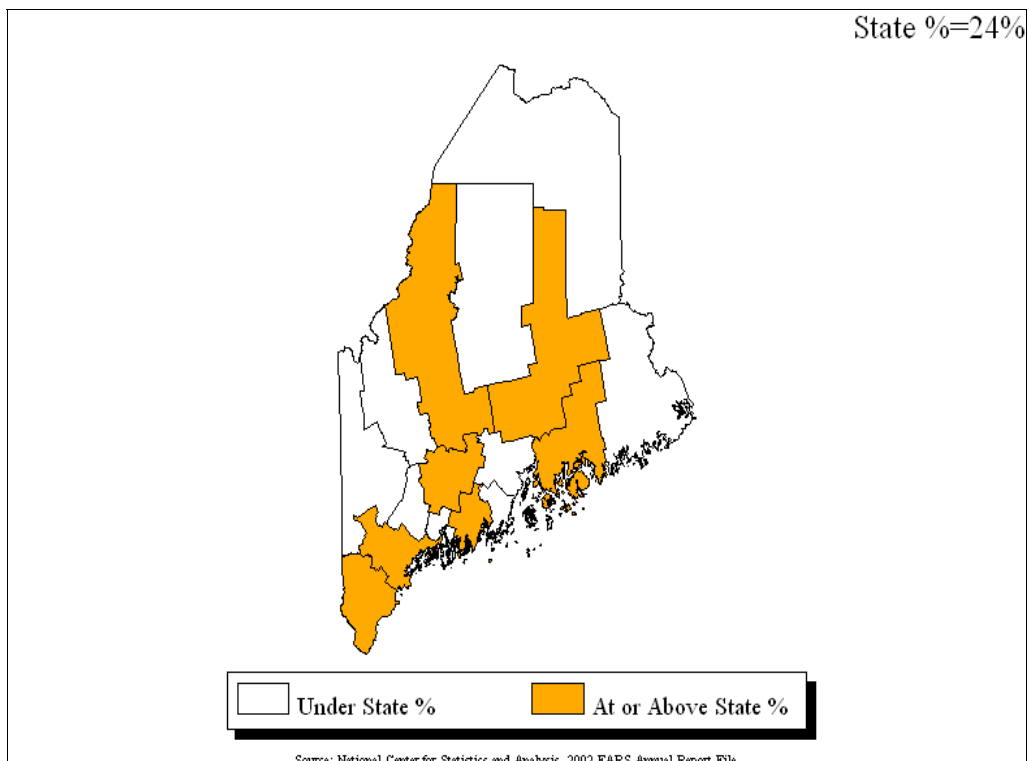 State %=24%
Under State %
At or Above State %
Source: National Center for Statistics and Analysis, 2002 FARS Annual Report File